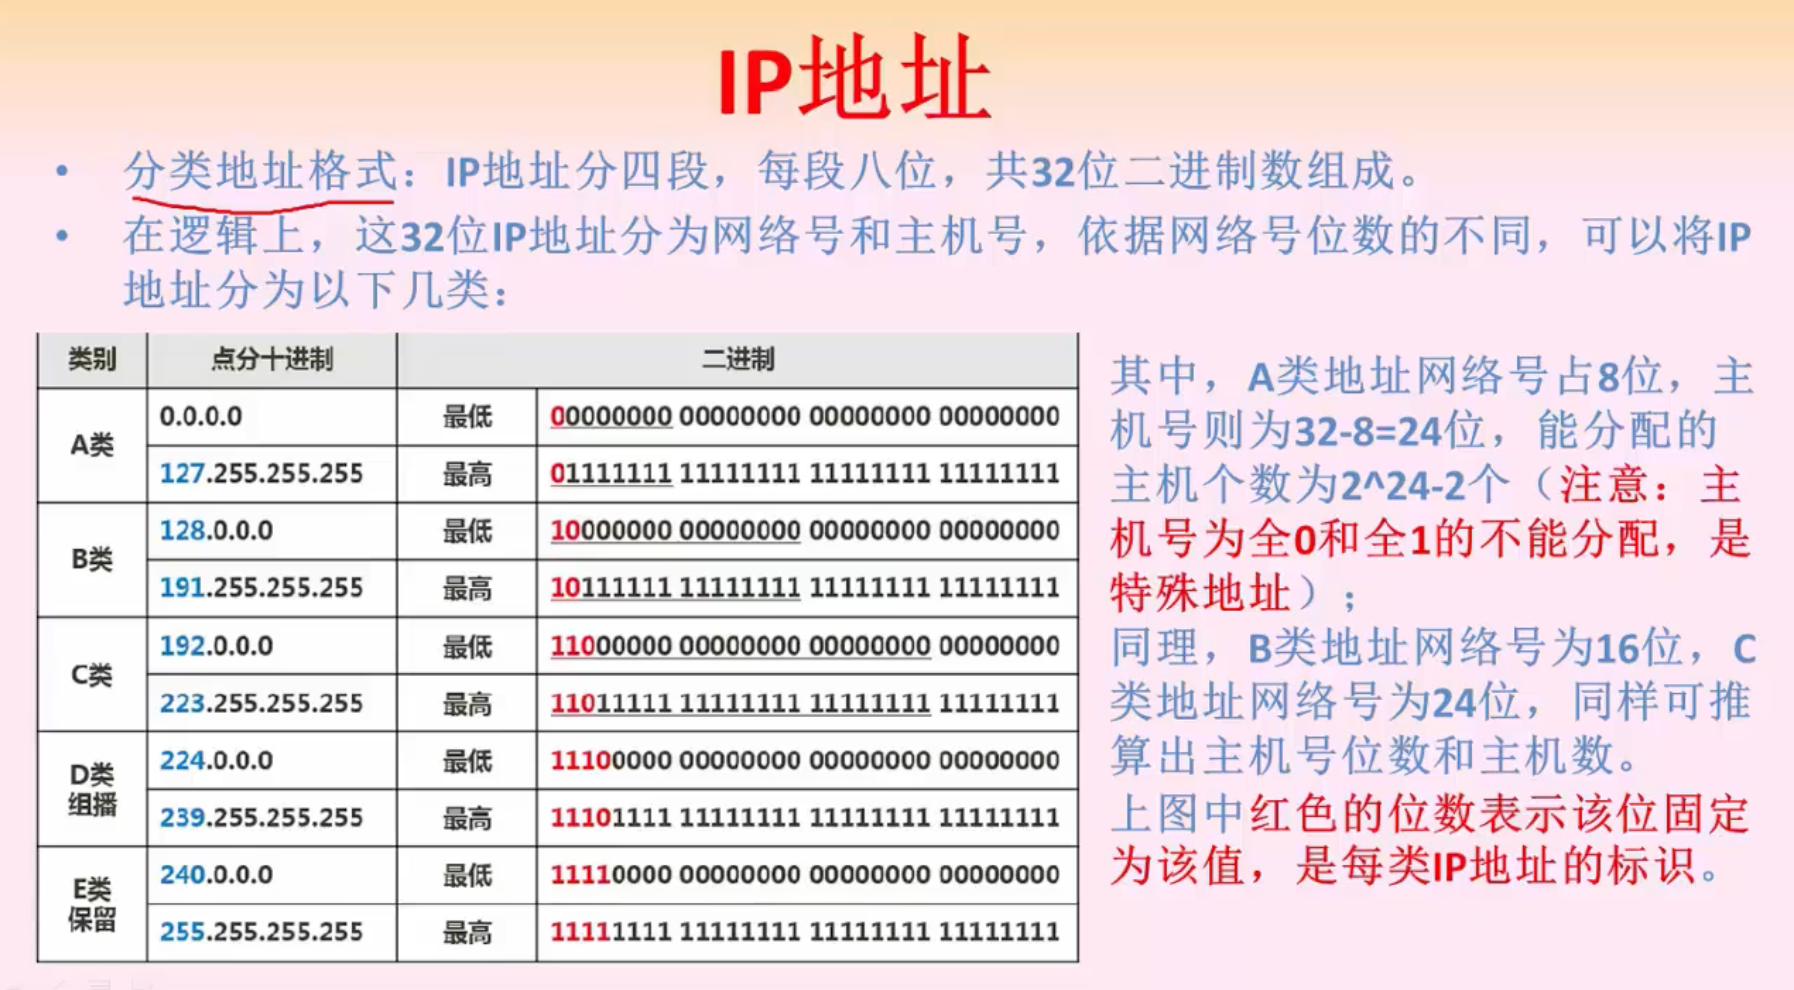 IP地址
• 分类地址格式：IP地址分四段，每段八位，共32位二进制数组成。
• 在逻辑上，这32位IP地址分为网络号和主机号，依据网络号位数的不同，可以将IP
地址分为以下几类：
类别 点分十进制 二进制
A类 0.0.0.0 最低 00000000 00000000 00000000 00000000
127.255.255.255 最高 01111111 11111111 11111111 11111111
B类 128.0.0.0 最低 10000000 00000000 00000000 00000000
191.255.255.255 最高 10111111 11111111 11111111 11111111
C类 192.0.0.0 最低 11000000 00000000 00000000 00000000
223.255.255.255 最高 11011111 11111111 11111111 11111111
D类
组播 224.0.0.0 最低 11100000 00000000 00000000 00000000
239.255.255.255 最高 11101111 11111111 11111111 11111111
E类
保留 240.0.0.0 最低 11110000 00000000 00000000 00000000
255.255.255.255 最高 11111111 11111111 11111111 11111111
其中，A类地址网络号占8位，主
机号则为32-8=24位，能分配的
主机个数为2^24-2个（注意：主
机号为全0和全1的不能分配，是
特殊地址）；
同理，B类地址网络号为16位，C
类地址网络号为24位，同样可推
算出主机号位数和主机数。
上图中红色的位数表示该位固定
为该值，是每类IP地址的标识。